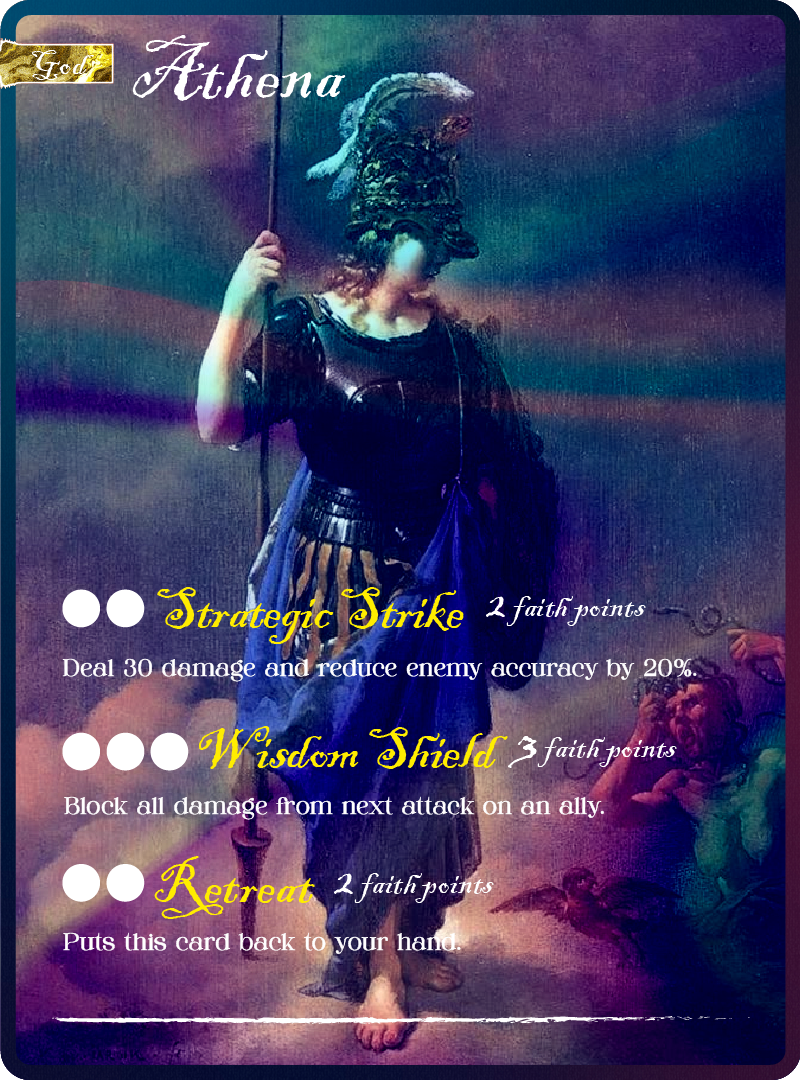 Gods
Athena
Strategic Strike 2 faith points
Deal 30 damage and reduce enemy accuracy by 20%.
Wisdom Shield 3 faith points
Block all damage from next attack on an ally.
Retreat 2 faith points
Puts this card back to your hand.